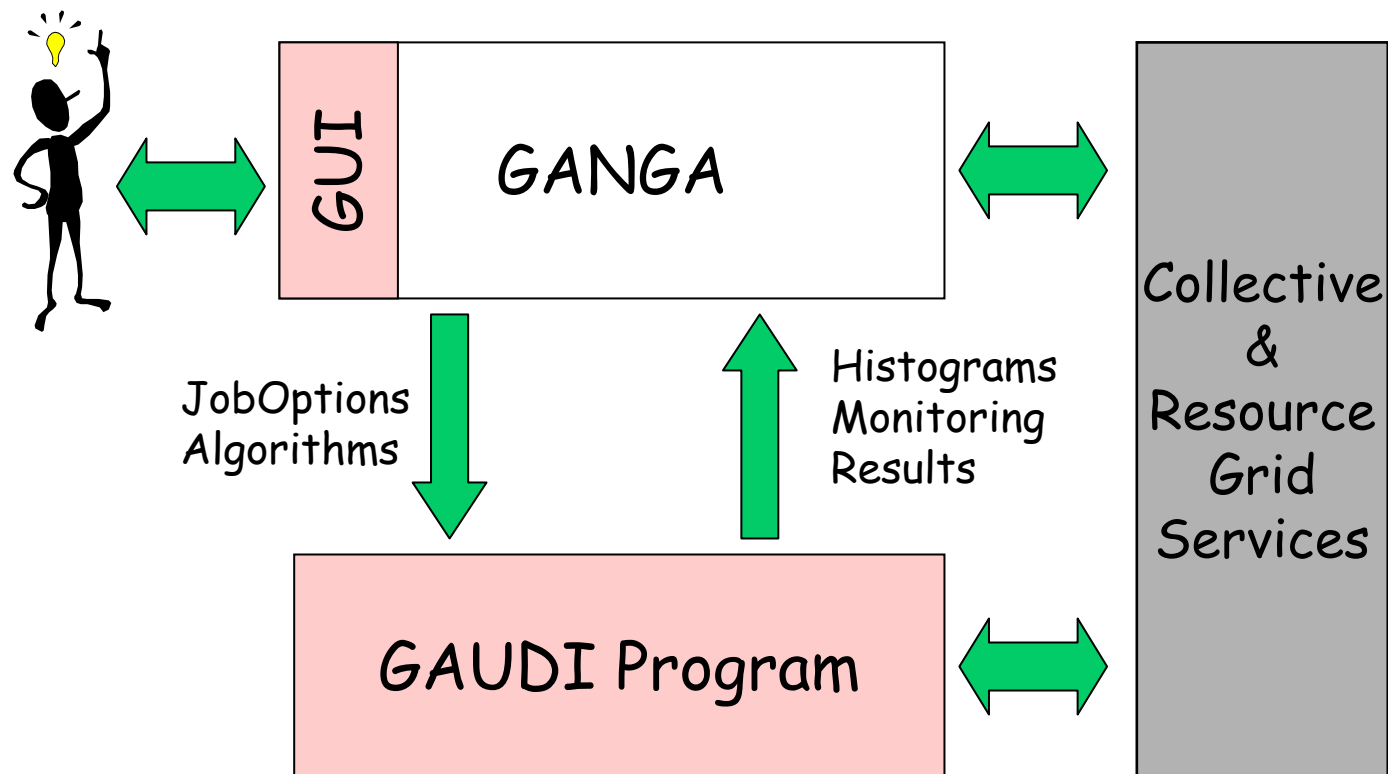 GUI
GANGA
Collective
&
Resource
Grid
Services
JobOptions
Algorithms
Histograms
Monitoring
Results
GAUDI Program